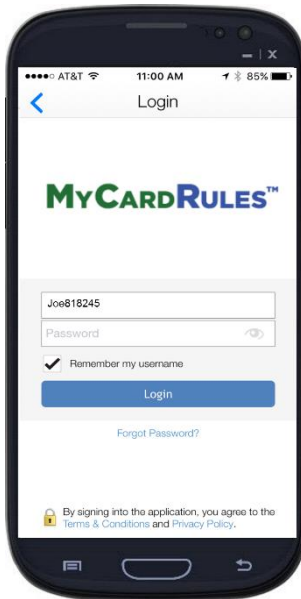 AT&T 11:00 AM 85%
Login
MYCARDRULES™
Joe818245
Password
Remember my username
Login
Forgot Password?
By signing into the application, you agree to the
Terms & Conditions and Privacy Policy.